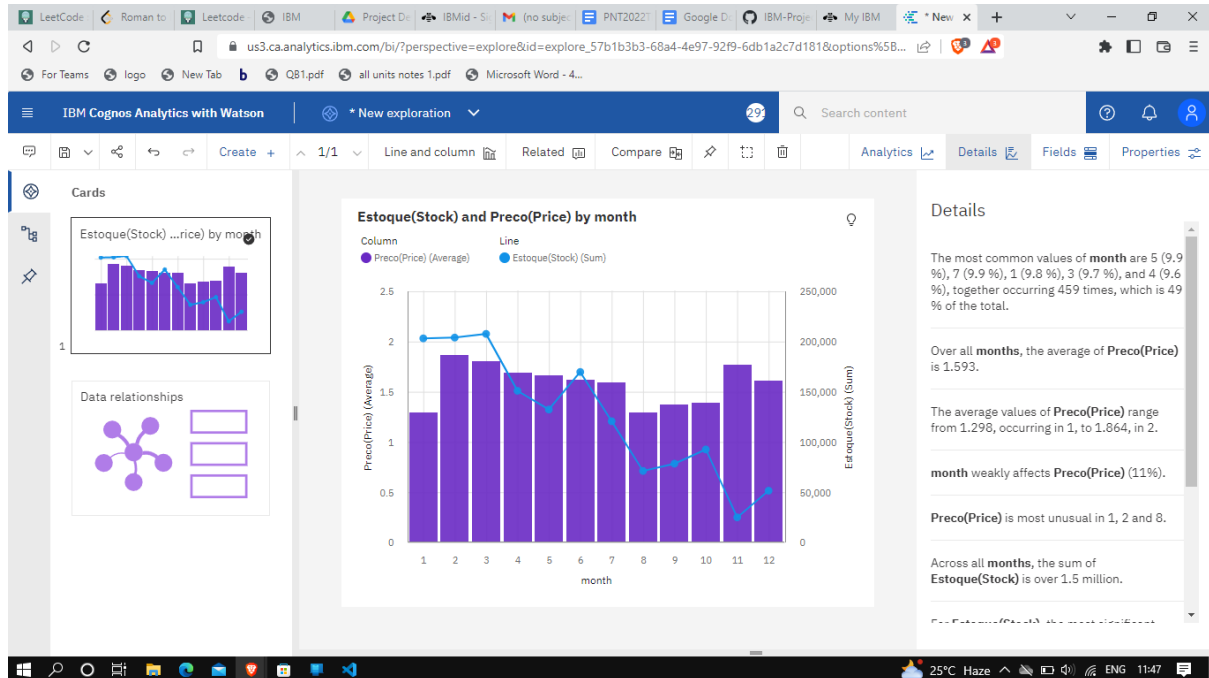 LeetCode
Roman to
Leetcode
IBM
Project De
IBMid - Si
(no subjec
PNT2022T
Google Do
IBM-Proje
My IBM
* New
us3.ca.analytics.ibm.com/bi/?perspective=explore&id=explore_57b1b3b3-68a4-4e97-92f9-6db1a2c7d181&options%5B...
For Teams
logo
New Tab
b
QB1.pdf
all units notes 1.pdf
Microsoft Word - 4...
IBM Cognos Analytics with Watson
* New exploration
291
Search content
Create +
1/1
Line and column
Related
Compare
Analytics
Details
Fields
Properties
Cards
Estoque(Stock) ...rice) by month
1
Data relationships
Estoque(Stock) and Preco(Price) by month
Column
Line
Preco(Price) (Average)
Estoque(Stock) (Sum)
2.5
2
1.5
1
0.5
0
Preco(Price) (Average)
250,000
200,000
150,000
100,000
50,000
0
Estoque(Stock) (Sum)
1 2 3 4 5 6 7 8 9 10 11 12
month
Details
The most common values of month are 5 (9.9
%), 7 (9.9 %), 1 (9.8 %), 3 (9.7 %), and 4 (9.6
%), together occurring 459 times, which is 49
% of the total.
Over all months, the average of Preco(Price)
is 1.593.
The average values of Preco(Price) range
from 1.298, occurring in 1, to 1.864, in 2.
month weakly affects Preco(Price) (11%).
Preco(Price) is most unusual in 1, 2 and 8.
Across all months, the sum of
Estoque(Stock) is over 1.5 million.
For Estoque(Stock), the most significant
25°C Haze
ENG
11:47